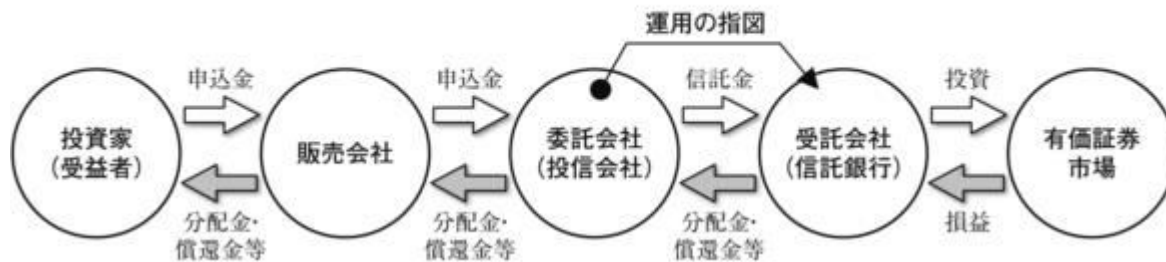 運用の指図
申込金
申込金
信託金
投資
投資家
(受益者)
販売会社
委託会社
(投信会社)
受託会社
(信託銀行)
有価証券
市場
分配金・
償還金等
分配金・
償還金等
分配金・
償還金等
損益